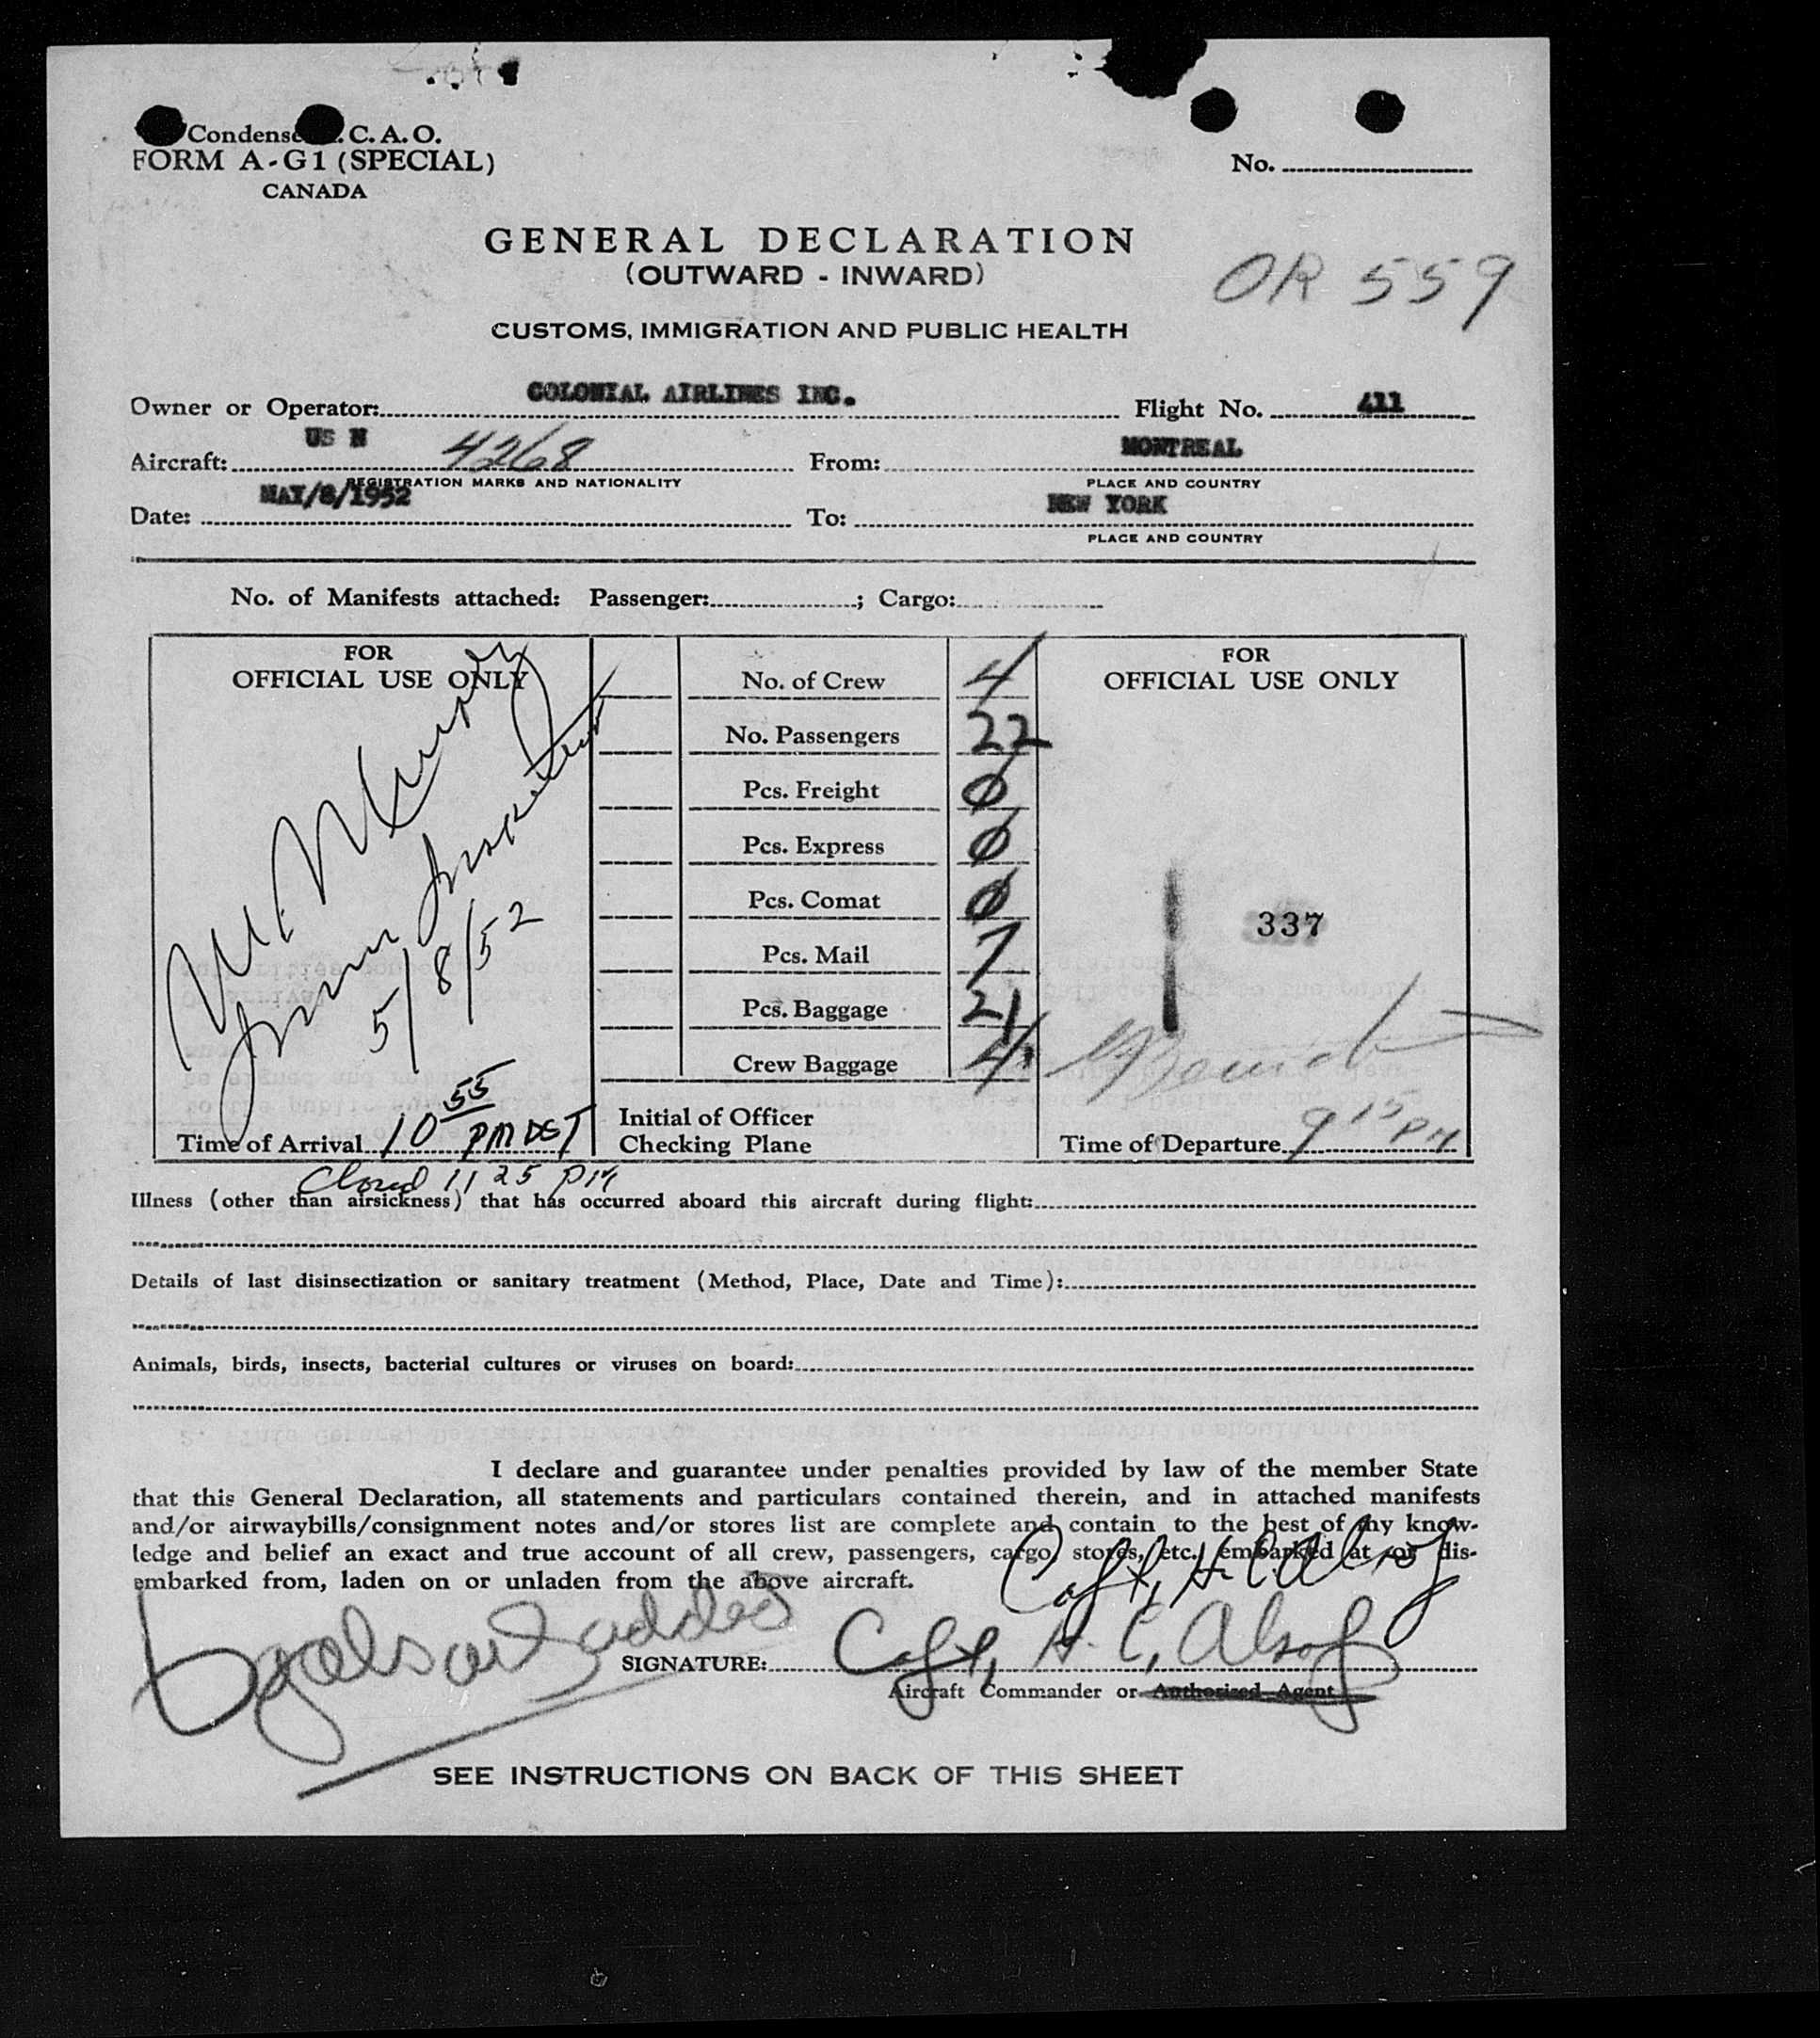 Condense .C.A.O.
FORM A-G1 (SPECIAL)
CANADA
No.
GENERAL DECLARATION
(OUTWARD - INWARD)
OR 559
CUSTOMS, IMMIGRATION AND PUBLIC HEALTH
Owner or Operator: COLONIAL AIRLINES INC. Flight No. 411
Aircraft: US N 4268 From: MONTREAL
REGISTRATION MARKS AND NATIONALITY PLACE AND COUNTRY
Date: MAY/8/1952 To: NEW YORK
PLACE AND COUNTRY
No. of Manifests attached: Passenger: ; Cargo:
FOR
OFFICIAL USE ONLY
5/8/52
Time of Arrival 10 55 PM DST
Closed 11 25 PM
No. of Crew 4
No. Passengers 22
Pcs. Freight 0
Pcs. Express 0
Pcs. Comat 0
Pcs. Mail 7
Pcs. Baggage 21
Crew Baggage 4
Initial of Officer
Checking Plane
FOR
OFFICIAL USE ONLY
337
Time of Departure 9 15 PM
Illness (other than airsickness) that has occurred aboard this aircraft during flight:
Details of last disinsectization or sanitary treatment (Method, Place, Date and Time):
Animals, birds, insects, bacterial cultures or viruses on board:
I declare and guarantee under penalties provided by law of the member State
that this General Declaration, all statements and particulars contained therein, and in attached manifests
and/or airwaybills/consignment notes and/or stores list are complete and contain to the best of my know-
ledge and belief an exact and true account of all crew, passengers, cargo, stores, etc., embarked at or dis-
embarked from, laden on or unladen from the above aircraft.
Capt, H.C. Alsop
SIGNATURE: Capt, H. C, Alsop
Aircraft Commander or Authorized Agent
SEE INSTRUCTIONS ON BACK OF THIS SHEET